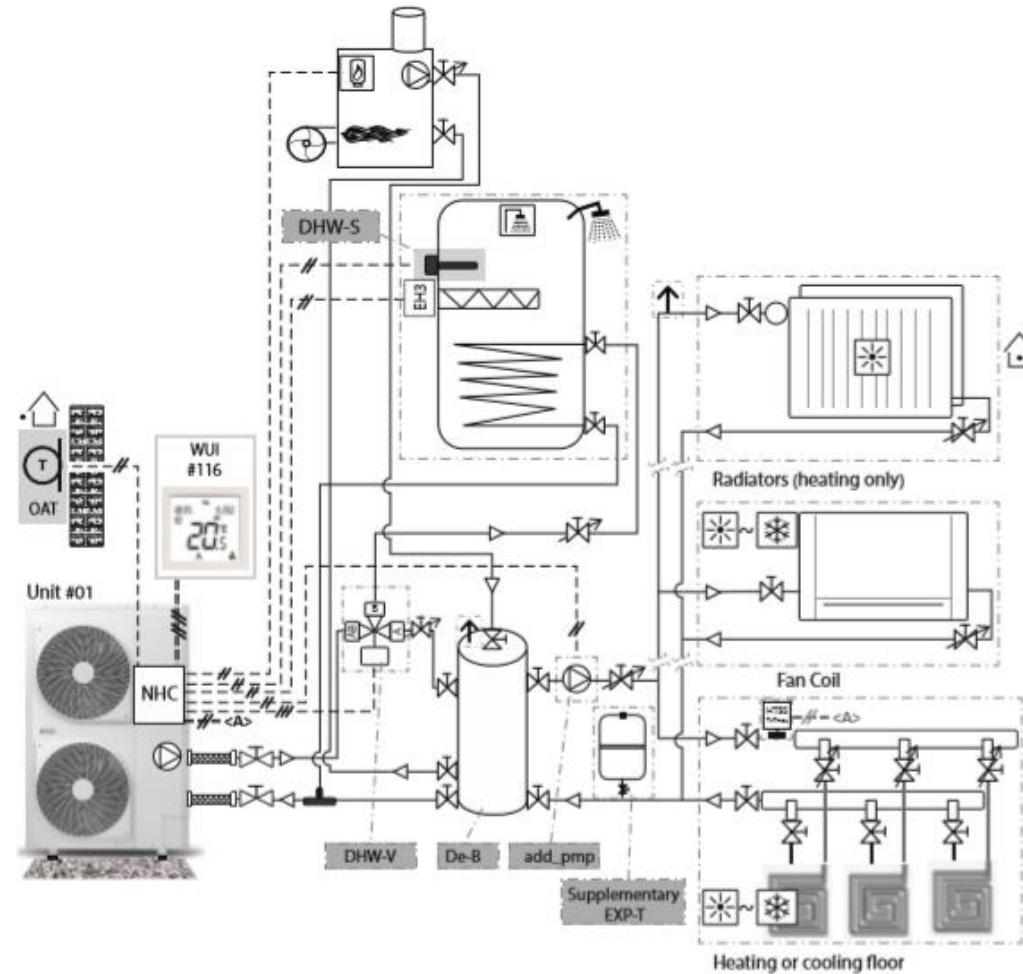 DHW-S
EH3
WUI
#116
20.5
T
OAT
Unit #01
NHC
<A>
B
AB
A
Radiators (heating only)
Fan Coil
<A>
DHW-V
De-B
add_pmp
Supplementary
EXP-T
Heating or cooling floor